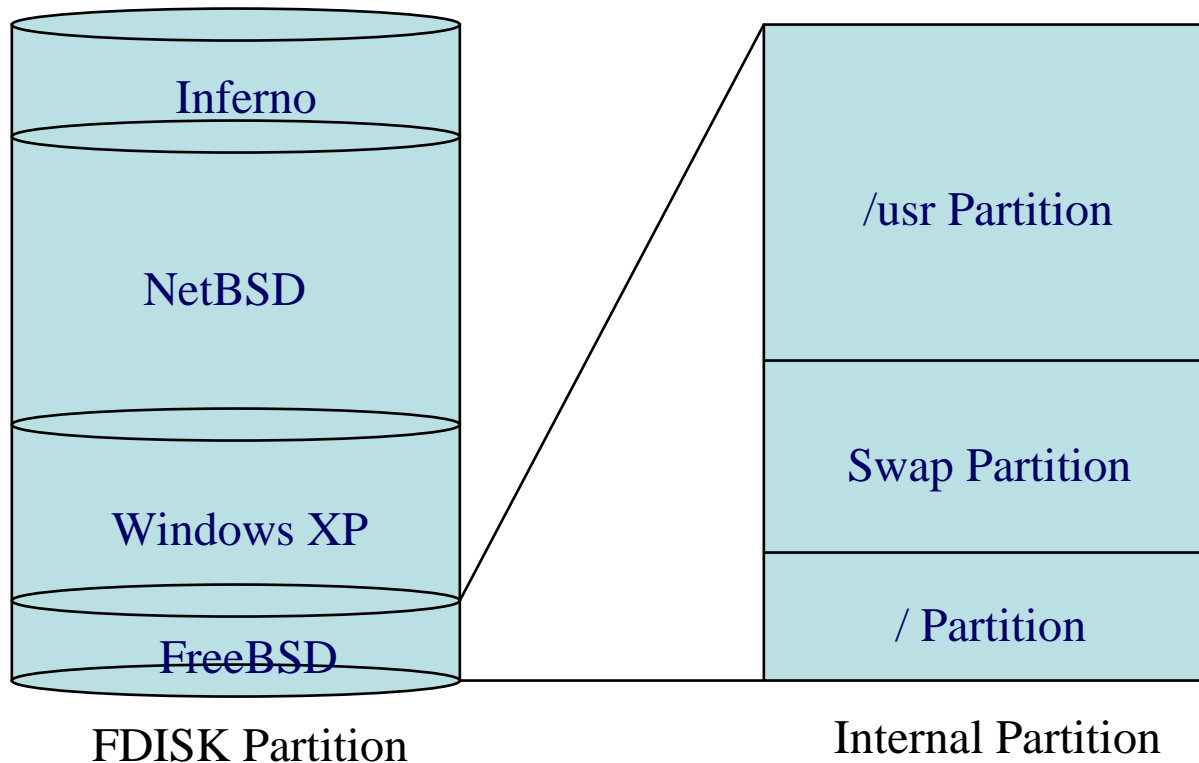 Inferno
NetBSD
Windows XP
FreeBSD
FDISK Partition
/usr Partition
Swap Partition
/ Partition
Internal Partition